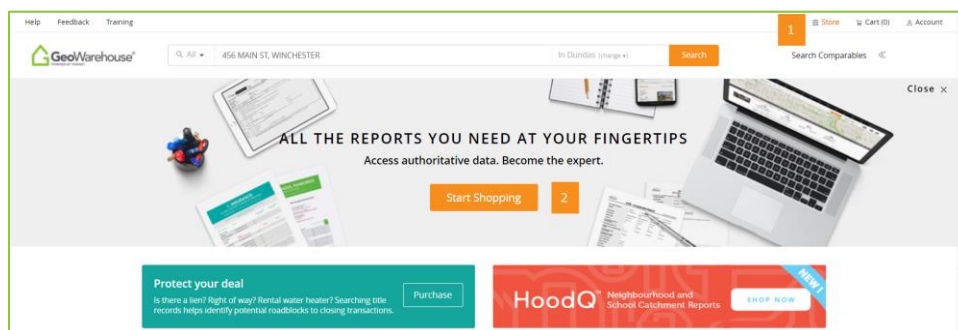 Help Feedback Training
1
Store Cart (0) Account
GeoWarehouse®
All
456 MAIN ST, WINCHESTER
In Dundas (change)
Search
Search Comparables
Close ×
ALL THE REPORTS YOU NEED AT YOUR FINGERTIPS
Access authoritative data. Become the expert.
Start Shopping
2
Protect your deal
Is there a lien? Right of way? Rental water heater? Searching title
records helps identify potential roadblocks to closing transactions.
Purchase
HoodQ™
Neighbourhood and
School Catchment Reports
SHOP NOW
NEW!